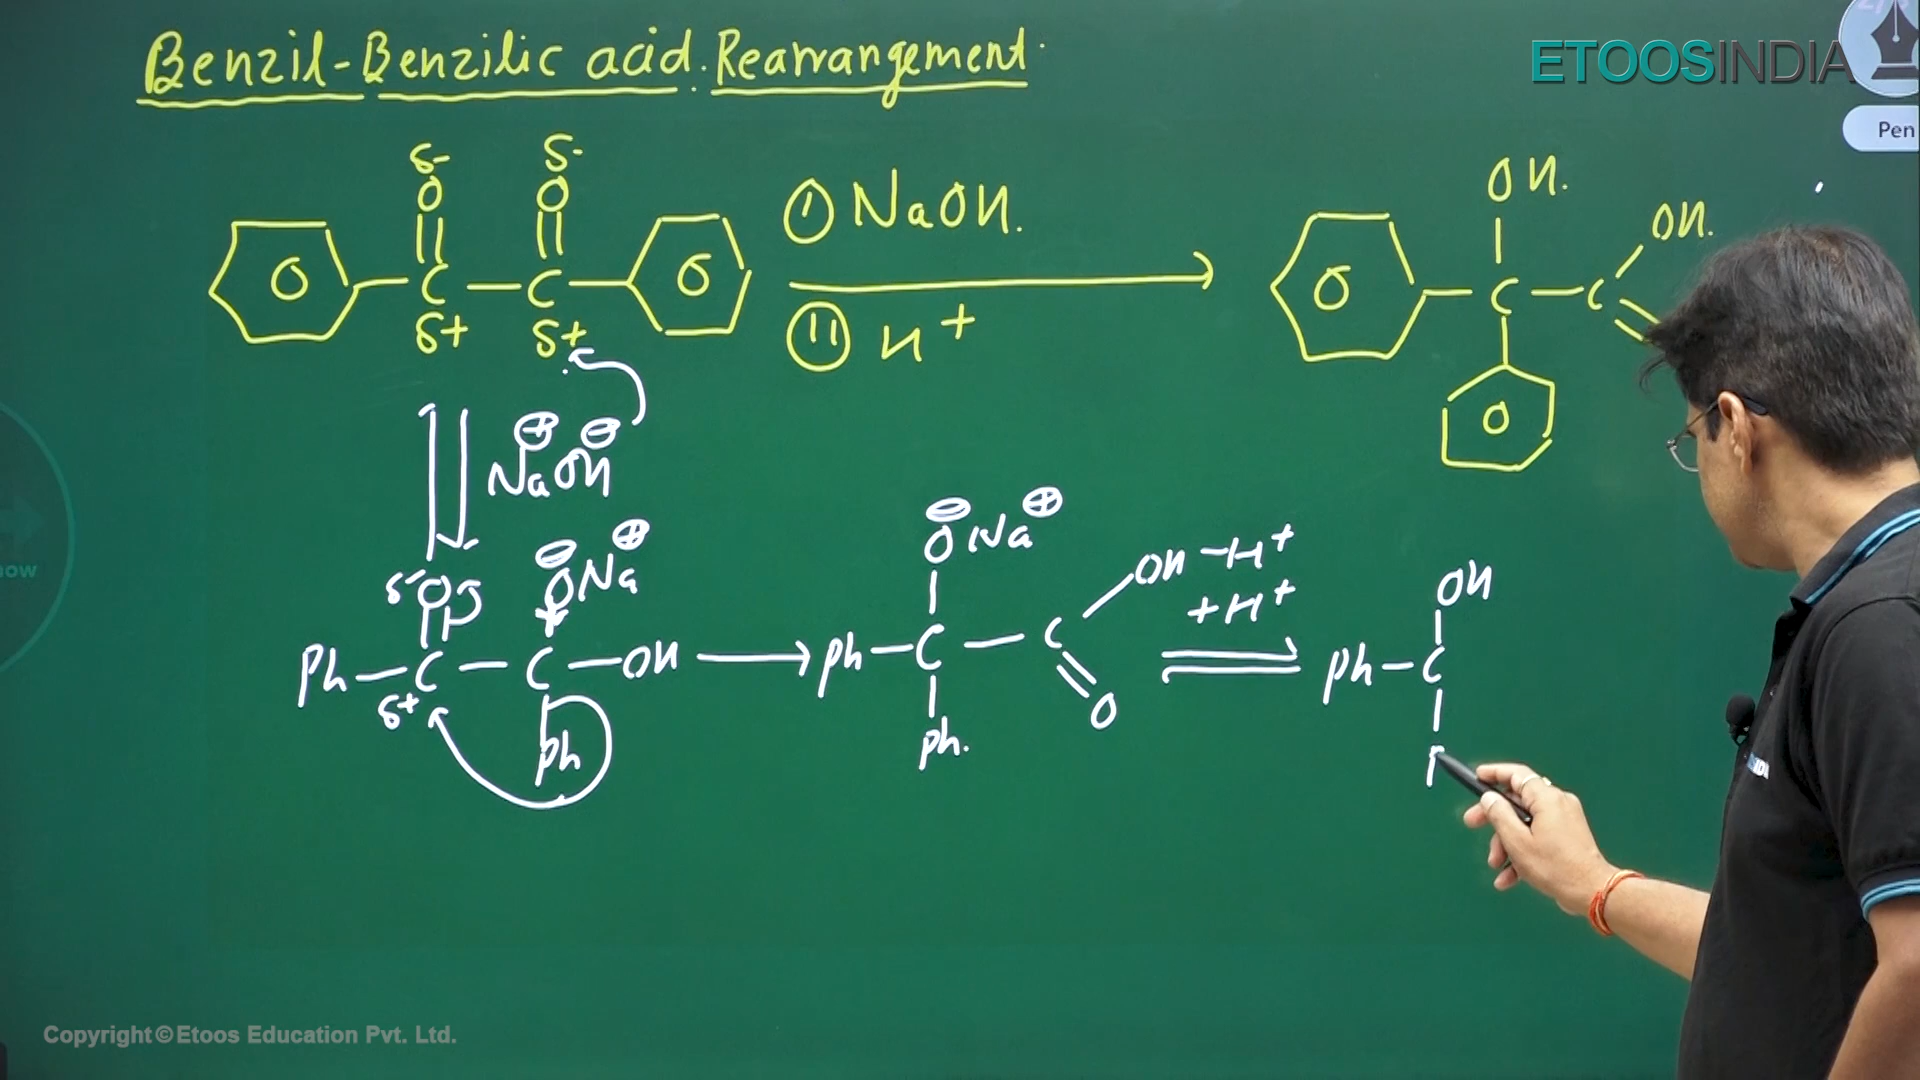 Benzil-Benzilic acid Rearrangement
ETOOSINDIA
Pen
δ- δ-
O O
C C
δ+ δ+
① NaOH.
② H+
OH.
OH.
C C
⊕ ⊖
NaOH
δ- O ⊖ ONa ⊕
Ph C C OH
δ+
Ph
⊖ ONa ⊕
Ph C C OH
O
Ph.
-H+
+H+
OH
Ph C
now
Copyright © Etoos Education Pvt. Ltd.